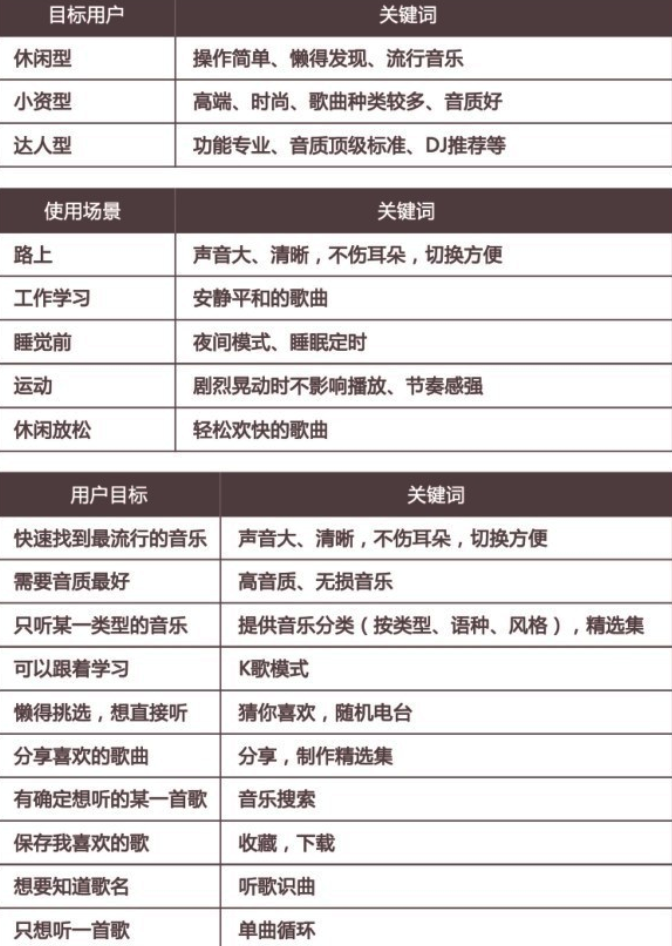 目标用户 关键词
休闲型 操作简单、懒得发现、流行音乐
小资型 高端、时尚、歌曲种类较多、音质好
达人型 功能专业、音质顶级标准、DJ推荐等
使用场景 关键词
路上 声音大、清晰，不伤耳朵，切换方便
工作学习 安静平和的歌曲
睡觉前 夜间模式、睡眠定时
运动 剧烈晃动时不影响播放、节奏感强
休闲放松 轻松欢快的歌曲
用户目标 关键词
快速找到最流行的音乐 声音大、清晰，不伤耳朵，切换方便
需要音质最好 高音质、无损音乐
只听某一类型的音乐 提供音乐分类（按类型、语种、风格），精选集
可以跟着学习 K歌模式
懒得挑选，想直接听 猜你喜欢，随机电台
分享喜欢的歌曲 分享，制作精选集
有确定想听的某一首歌 音乐搜索
保存我喜欢的歌 收藏，下载
想要知道歌名 听歌识曲
只想听一首歌 单曲循环